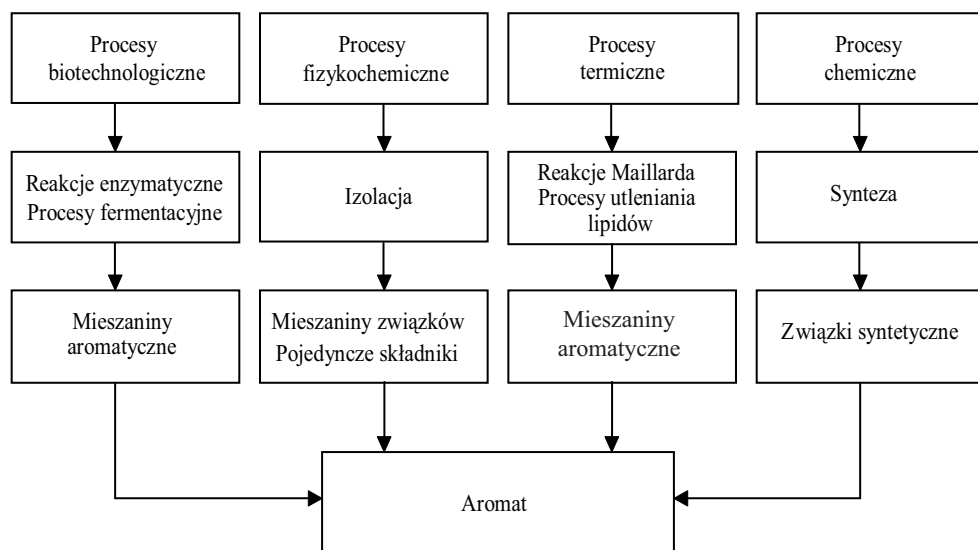 Procesy
biotechnologiczne
Procesy
fizykochemiczne
Procesy
termiczne
Procesy
chemiczne
Reakcje enzymatyczne
Procesy fermentacyjne
Izolacja
Reakcje Maillarda
Procesy utleniania
lipidów
Synteza
Mieszaniny
aromatyczne
Mieszaniny związków
Pojedyncze składniki
Mieszaniny
aromatyczne
Związki syntetyczne
Aromat